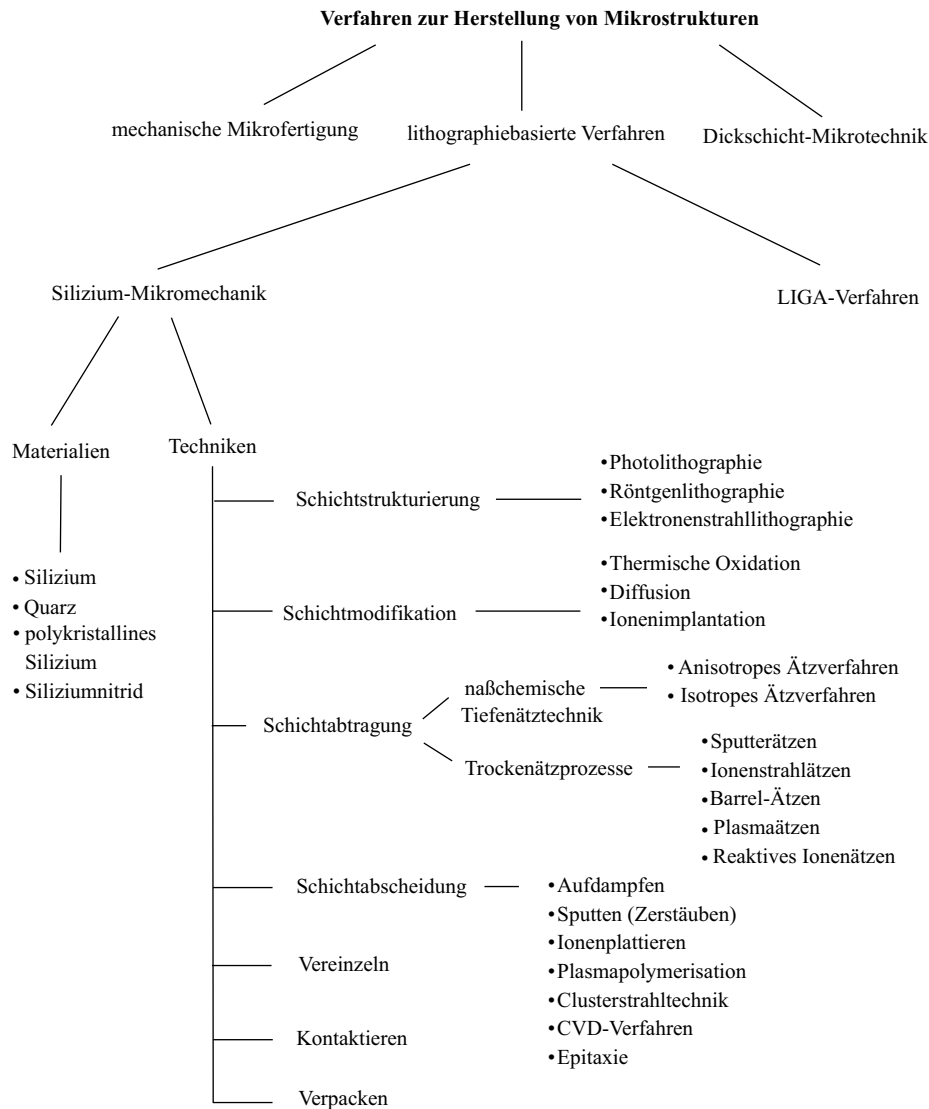 Verfahren zur Herstellung von Mikrostrukturen
mechanische Mikrofertigung
lithographiebasierte Verfahren
Dickschicht-Mikrotechnik
Silizium-Mikromechanik
LIGA-Verfahren
Materialien
Techniken
• Silizium
• Quarz
• polykristallines
Silizium
• Siliziumnitrid
Schichtstrukturierung
• Photolithographie
• Röntgenlithographie
• Elektronenstrahllithographie
Schichtmodifikation
• Thermische Oxidation
• Diffusion
• Ionenimplantation
Schichtabtragung
naßchemische
Tiefenätztechnik
• Anisotropes Ätzverfahren
• Isotropes Ätzverfahren
Trockenätzprozesse
• Sputterätzen
• Ionenstrahlätzen
• Barrel-Ätzen
• Plasmaätzen
• Reaktives Ionenätzen
Schichtabscheidung
• Aufdampfen
• Sputten (Zerstäuben)
• Ionenplattieren
• Plasmapolymerisation
• Clusterstrahltechnik
• CVD-Verfahren
• Epitaxie
Vereinzeln
Kontaktieren
Verpacken